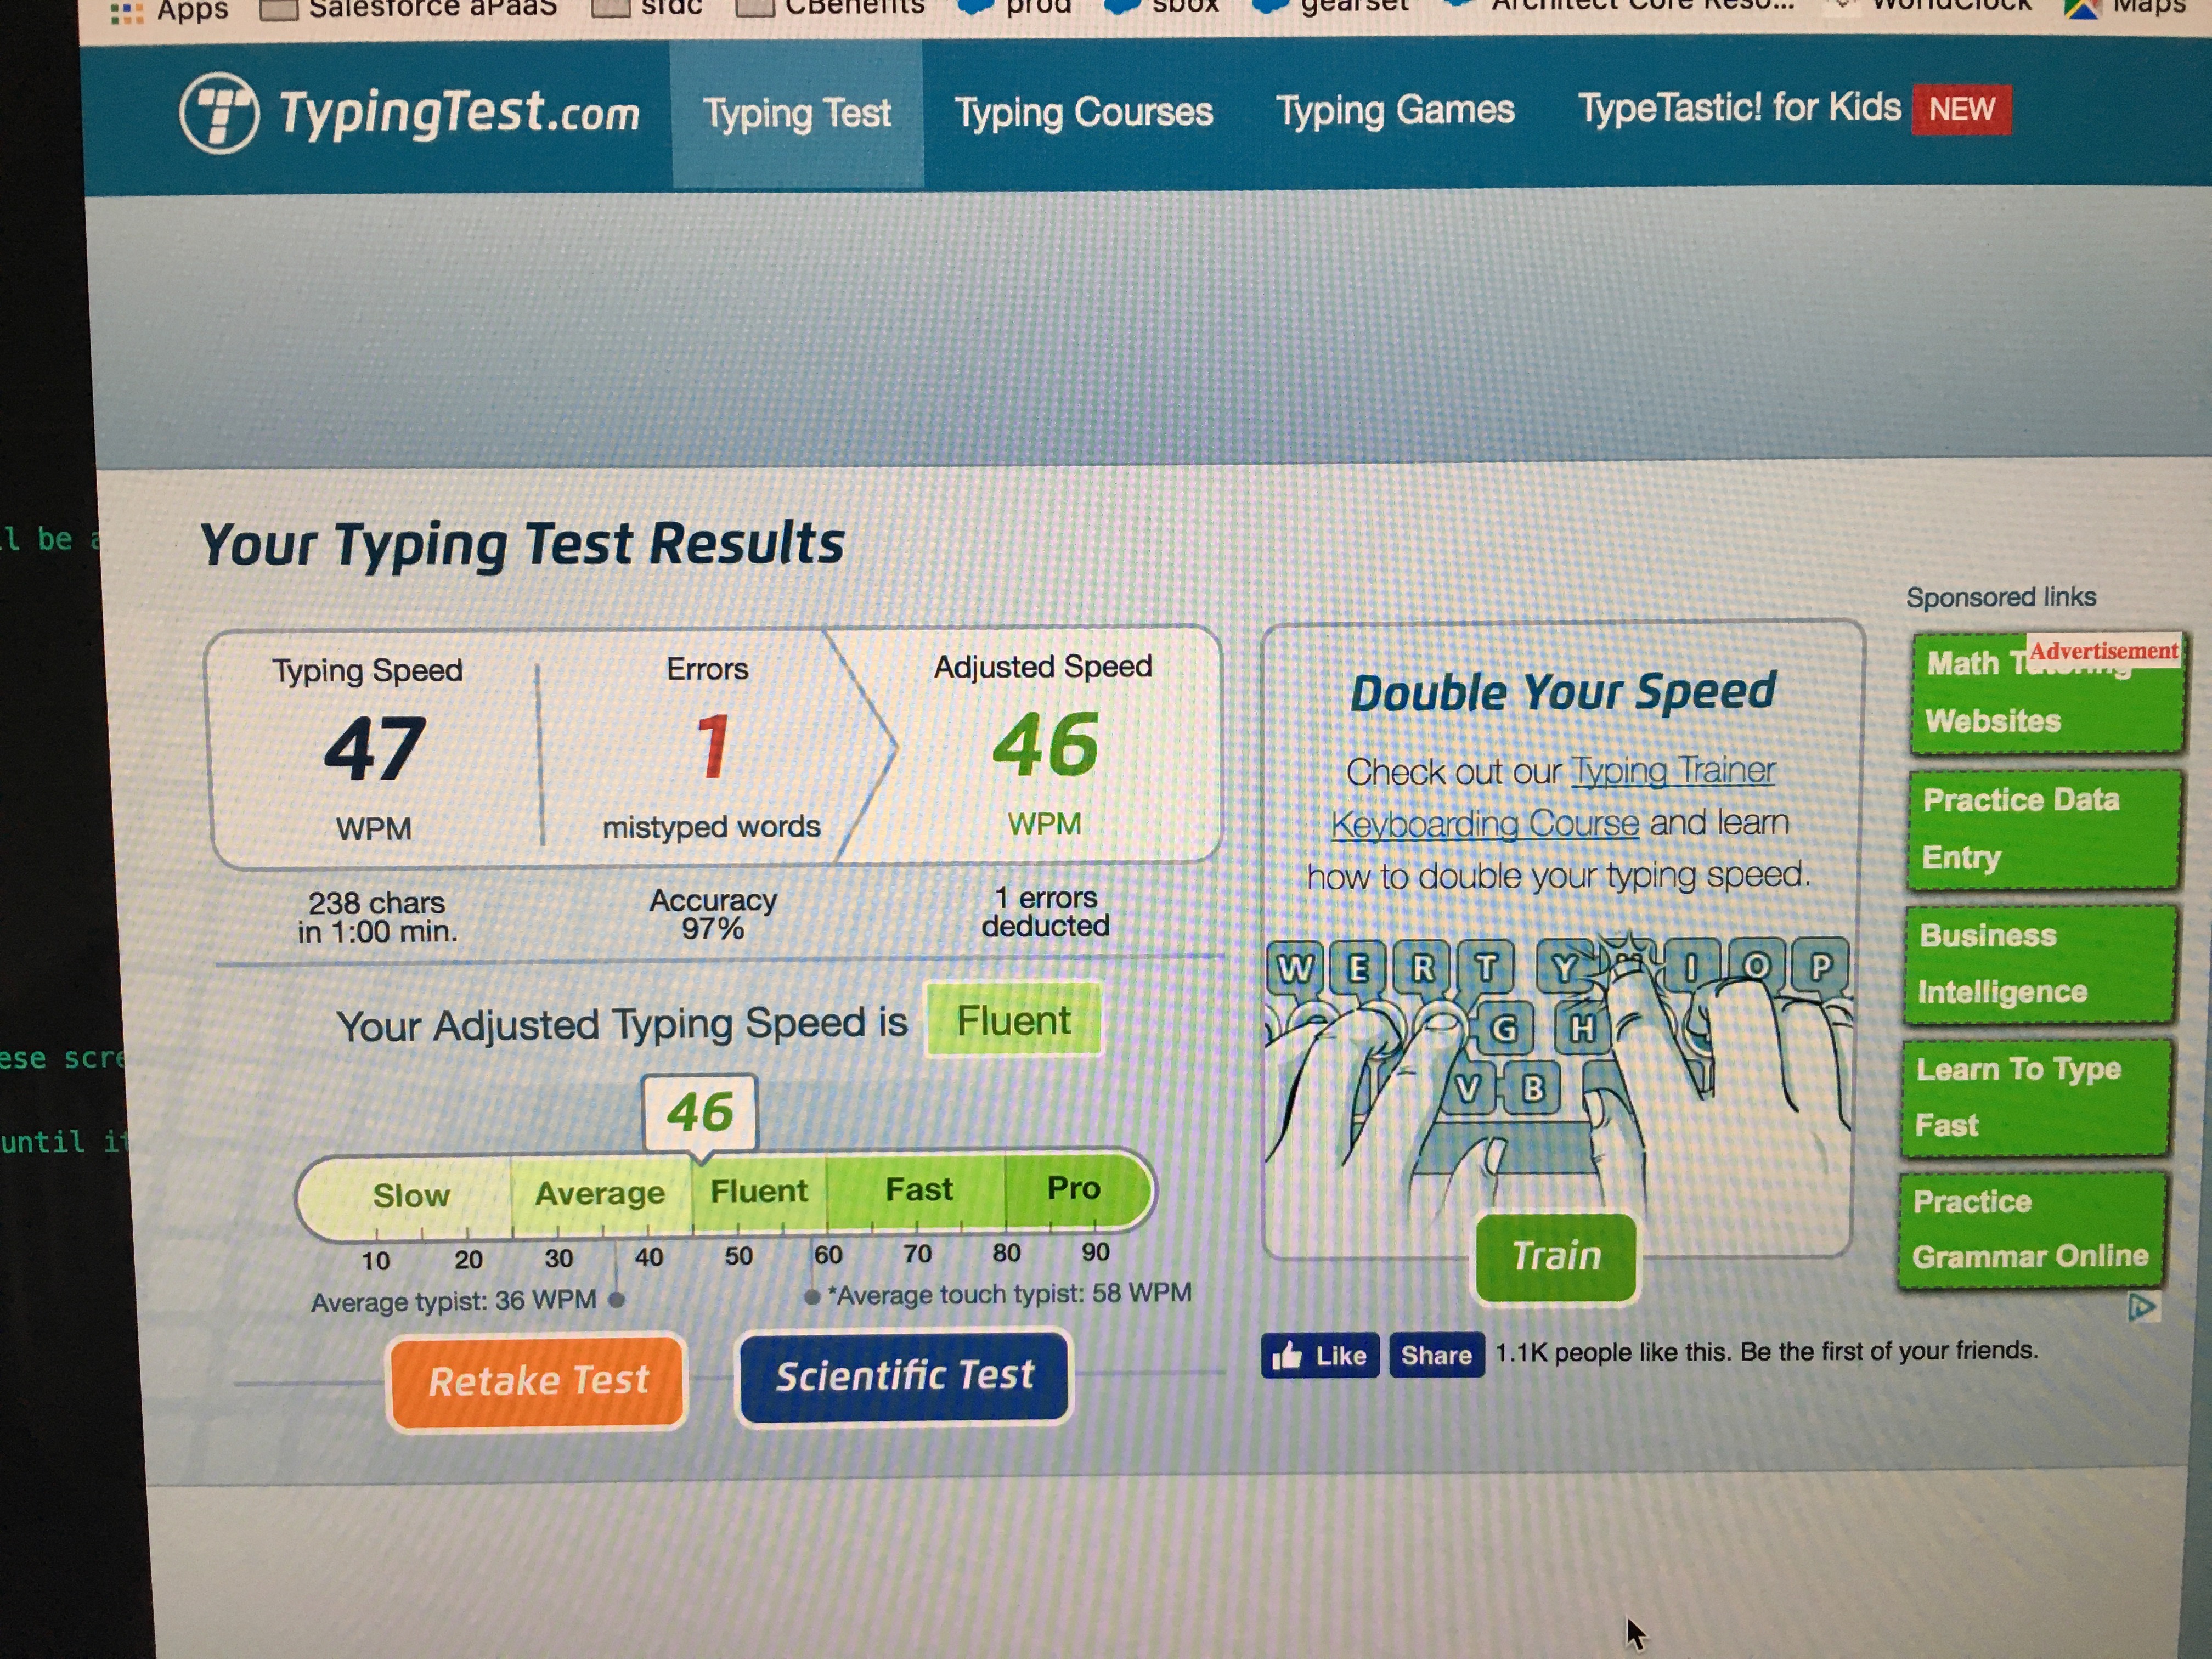 Apps Salesforce aPaaS sfdc CBenefits prod sbox gearset Architect Core Reso... WorldClock Maps
TypingTest.com Typing Test Typing Courses Typing Games TypeTastic! for Kids NEW
l be a
Your Typing Test Results
Sponsored links
Typing Speed Errors Adjusted Speed
47 1 46
WPM mistyped words WPM
238 chars
in 1:00 min.
Accuracy
97%
1 errors
deducted
Your Adjusted Typing Speed is Fluent
46
Slow Average Fluent Fast Pro
10 20 30 40 50 60 70 80 90
Average typist: 36 WPM *Average touch typist: 58 WPM
Retake Test Scientific Test
Double Your Speed
Check out our Typing Trainer
Keyboarding Course and learn
how to double your typing speed.
W E R T Y I O P
G H
V B
Train
Like Share 1.1K people like this. Be the first of your friends.
Advertisement
Math
Websites
Practice Data
Entry
Business
Intelligence
Learn To Type
Fast
Practice
Grammar Online
ese scre
until it